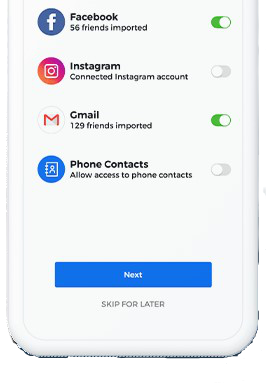 Facebook
56 friends imported
Instagram
Connected Instagram account
Gmail
129 friends imported
Phone Contacts
Allow access to phone contacts
Next
SKIP FOR LATER